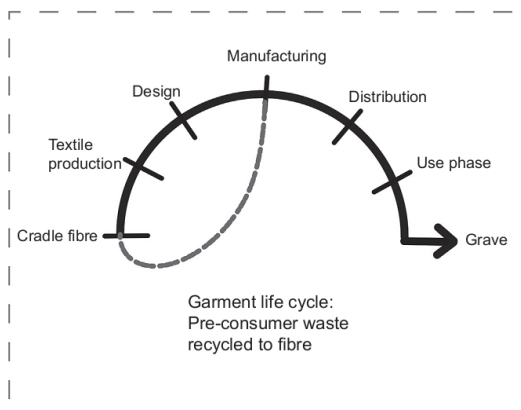 Manufacturing
Design
Distribution
Textile
production
Use phase
Cradle fibre
Grave
Garment life cycle:
Pre-consumer waste
recycled to fibre